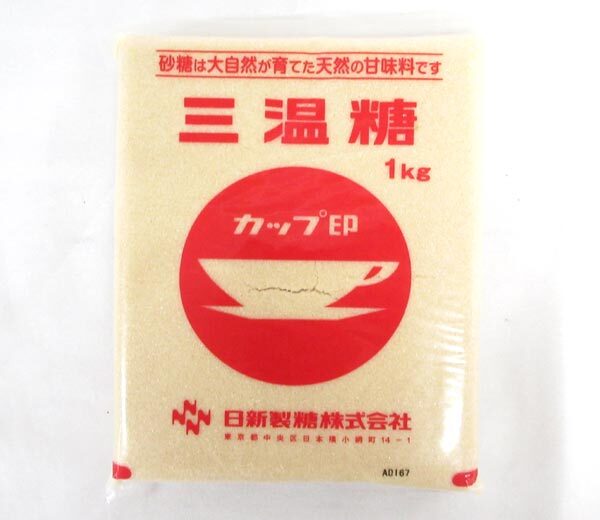 砂糖は大自然が育てた天然の甘味料です
三温糖
1kg
カップ印
日新製糖株式会社
東京都中央区日本橋小網町14-1
AD167